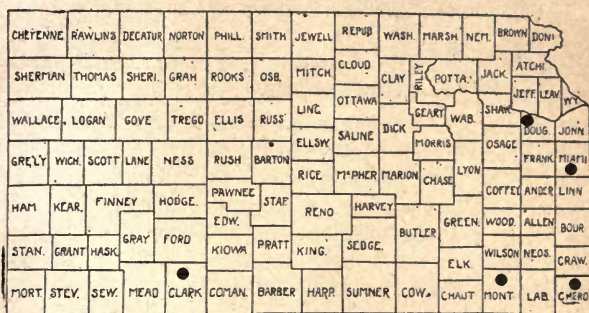 CHEYENNE RAWLINS DECATUR NORTON PHILL. SMITH JEWELL REPUB WASH. MARSH. NEM. BROWN DONI
SHERMAN THOMAS SHERI. GRAH ROOKS OSB. MITCH. CLOUD CLAY RILEY POTTA. JACK. ATCHI.
JEFF. LEAV. WY.
WALLACE. LOGAN GOVE TREGO ELLIS RUSS LINC OTTAWA DICK GEARY WAB. SHAW. DOUG. JOHN.
ELLSW. SALINE MORRIS OSAGE
GRE'LY WICH. SCOTT LANE NESS RUSH BARTON RICE McPHER MARION CHASE LYON FRANK MIAMI
HAM KEAR. FINNEY HODGE. PAWNEE STAF. RENO HARVEY COFFEE ANDER LINN
EDW.
STAN. GRANT HASK. GRAY FORD KIOWA PRATT KING. SEDGE. BUTLER GREEN. WOOD. ALLEN BOUR
ELK. WILSON NEOS. CRAW.
MORT. STEV. SEW. MEAD CLARK COMAN. BARBER HARP. SUMNER COW. CHAUT MONT. LAB. CHERO